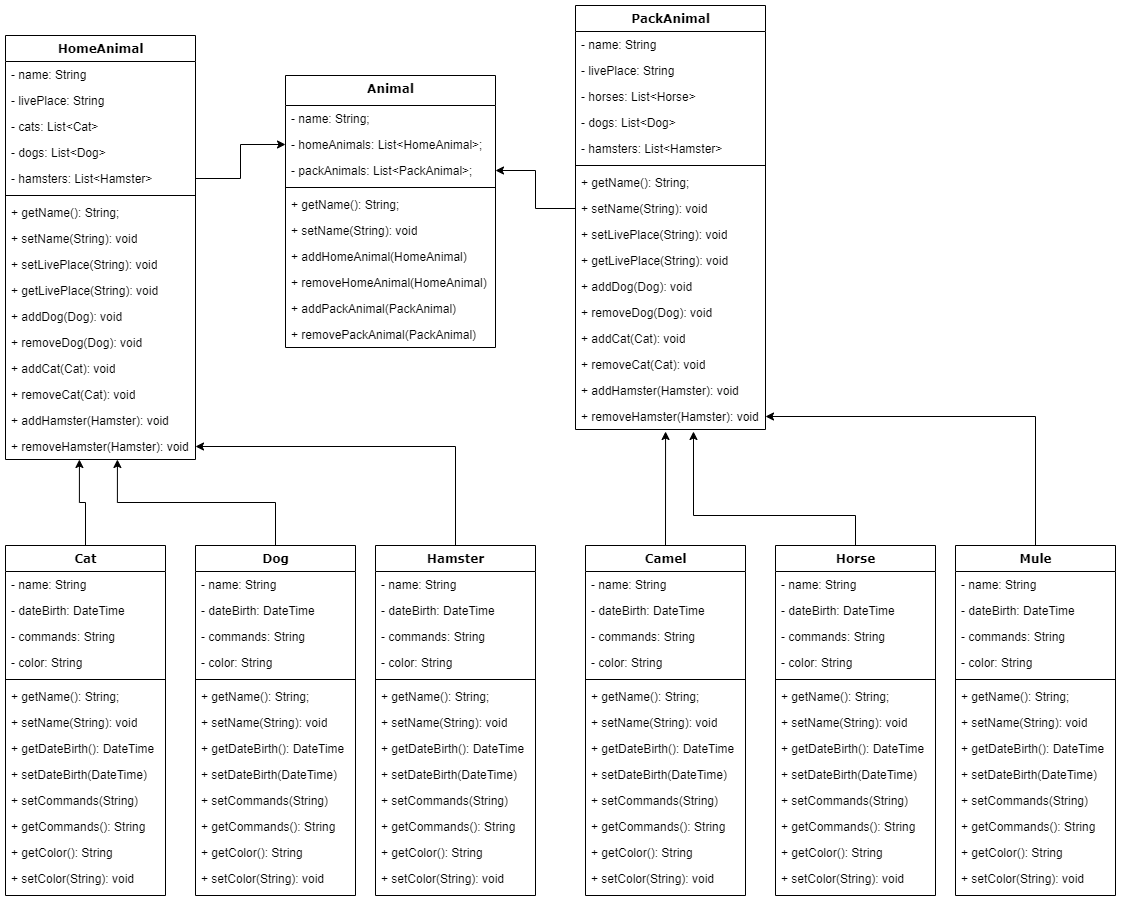 HomeAnimal
- name: String
- livePlace: String
- cats: List<Cat>
- dogs: List<Dog>
- hamsters: List<Hamster>
+ getName(): String;
+ setName(String): void
+ setLivePlace(String): void
+ getLivePlace(String): void
+ addDog(Dog): void
+ removeDog(Dog): void
+ addCat(Cat): void
+ removeCat(Cat): void
+ addHamster(Hamster): void
+ removeHamster(Hamster): void
Animal
- name: String;
- homeAnimals: List<HomeAnimal>;
- packAnimals: List<PackAnimal>;
+ getName(): String;
+ setName(String): void
+ addHomeAnimal(HomeAnimal)
+ removeHomeAnimal(HomeAnimal)
+ addPackAnimal(PackAnimal)
+ removePackAnimal(PackAnimal)
PackAnimal
- name: String
- livePlace: String
- horses: List<Horse>
- dogs: List<Dog>
- hamsters: List<Hamster>
+ getName(): String;
+ setName(String): void
+ setLivePlace(String): void
+ getLivePlace(String): void
+ addDog(Dog): void
+ removeDog(Dog): void
+ addCat(Cat): void
+ removeCat(Cat): void
+ addHamster(Hamster): void
+ removeHamster(Hamster): void
Cat
- name: String
- dateBirth: DateTime
- commands: String
- color: String
+ getName(): String;
+ setName(String): void
+ getDateBirth(): DateTime
+ setDateBirth(DateTime)
+ setCommands(String)
+ getCommands(): String
+ getColor(): String
+ setColor(String): void
Dog
- name: String
- dateBirth: DateTime
- commands: String
- color: String
+ getName(): String;
+ setName(String): void
+ getDateBirth(): DateTime
+ setDateBirth(DateTime)
+ setCommands(String)
+ getCommands(): String
+ getColor(): String
+ setColor(String): void
Hamster
- name: String
- dateBirth: DateTime
- commands: String
- color: String
+ getName(): String;
+ setName(String): void
+ getDateBirth(): DateTime
+ setDateBirth(DateTime)
+ setCommands(String)
+ getCommands(): String
+ getColor(): String
+ setColor(String): void
Camel
- name: String
- dateBirth: DateTime
- commands: String
- color: String
+ getName(): String;
+ setName(String): void
+ getDateBirth(): DateTime
+ setDateBirth(DateTime)
+ setCommands(String)
+ getCommands(): String
+ getColor(): String
+ setColor(String): void
Horse
- name: String
- dateBirth: DateTime
- commands: String
- color: String
+ getName(): String;
+ setName(String): void
+ getDateBirth(): DateTime
+ setDateBirth(DateTime)
+ setCommands(String)
+ getCommands(): String
+ getColor(): String
+ setColor(String): void
Mule
- name: String
- dateBirth: DateTime
- commands: String
- color: String
+ getName(): String;
+ setName(String): void
+ getDateBirth(): DateTime
+ setDateBirth(DateTime)
+ setCommands(String)
+ getCommands(): String
+ getColor(): String
+ setColor(String): void